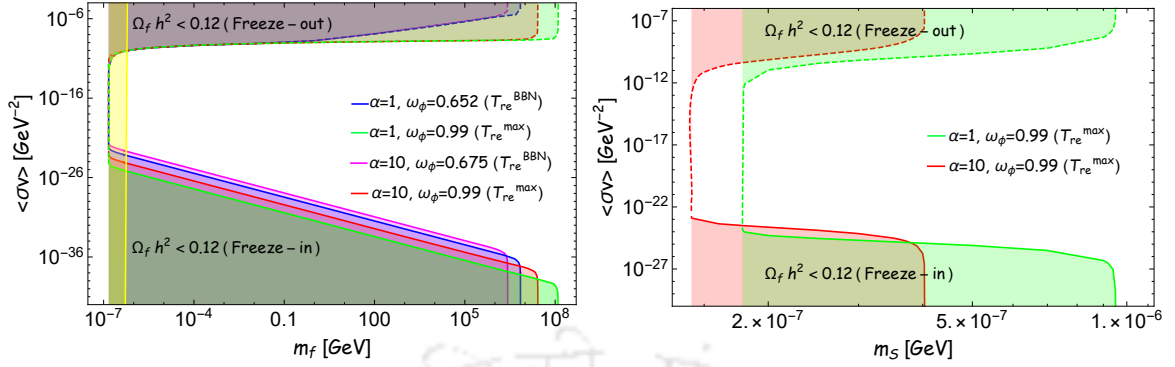 Ω_f h² < 0.12 (Freeze-out)
α=1, ω_ϕ=0.652 (T_re^BBN)
α=1, ω_ϕ=0.99 (T_re^max)
α=10, ω_ϕ=0.675 (T_re^BBN)
α=10, ω_ϕ=0.99 (T_re^max)
Ω_f h² < 0.12 (Freeze-in)
10^-6
10^-16
10^-26
10^-36
<σv> [GeV^-2]
10^-7
10^-4
0.1
100
10^5
10^8
m_f [GeV]
Ω_f h² < 0.12 (Freeze-out)
α=1, ω_ϕ=0.99 (T_re^max)
α=10, ω_ϕ=0.99 (T_re^max)
Ω_f h² < 0.12 (Freeze-in)
10^-7
10^-12
10^-17
10^-22
10^-27
<σv> [GeV^-2]
2.×10^-7
5.×10^-7
1.×10^-6
m_S [GeV]